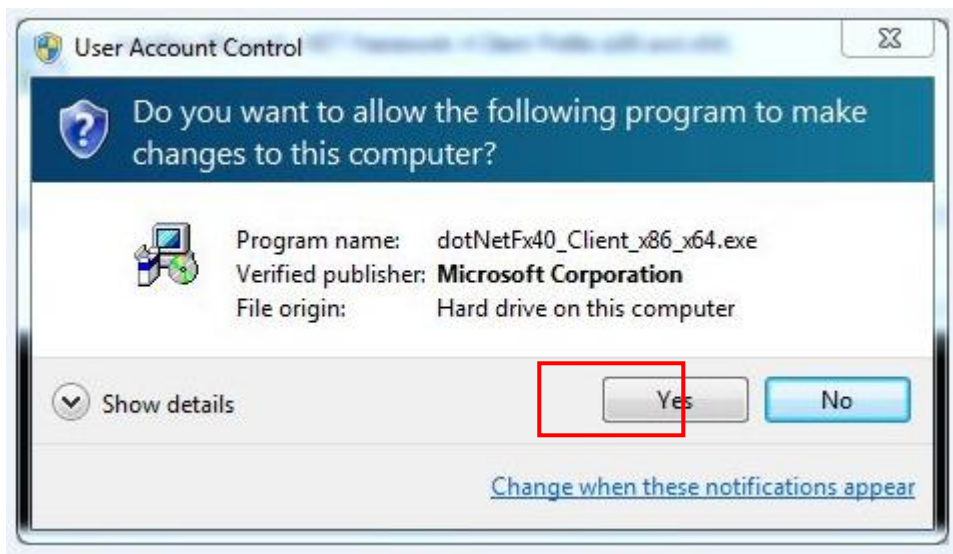 User Account Control
Do you want to allow the following program to make
changes to this computer?
Program name: dotNetFx40_Client_x86_x64.exe
Verified publisher: Microsoft Corporation
File origin: Hard drive on this computer
Show details
Yes
No
Change when these notifications appear